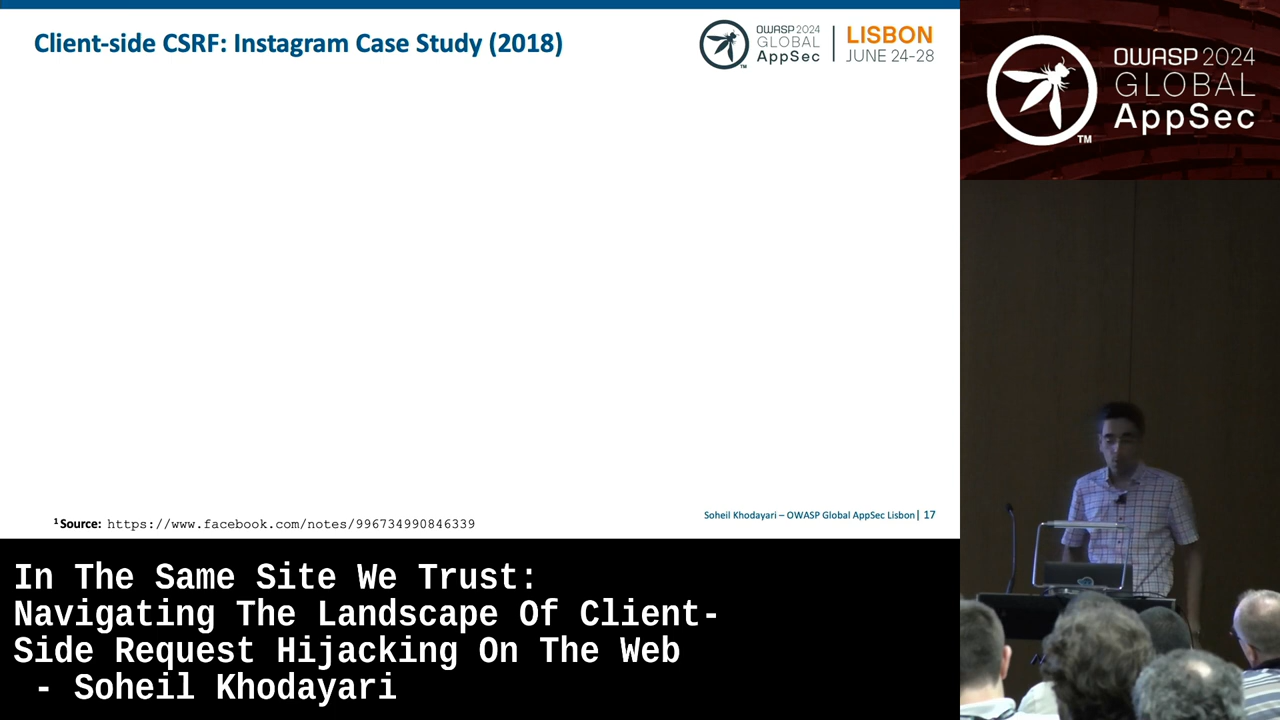 Client-side CSRF: Instagram Case Study (2018)
OWASP 2024
GLOBAL
AppSec
TM
LISBON
JUNE 24-28
1 Source: https://www.facebook.com/notes/996734990846339
Soheil Khodayari – OWASP Global AppSec Lisbon | 17
OWASP 2024
GLOBAL
AppSec
TM
In The Same Site We Trust:
Navigating The Landscape Of Client-
Side Request Hijacking On The Web
- Soheil Khodayari